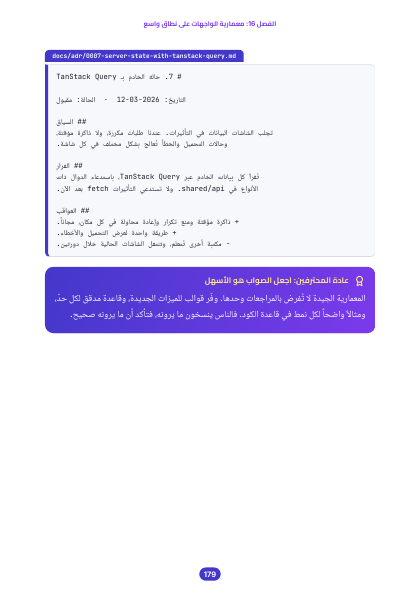 الفصل 16: معمارية الواجهات على نطاق واسع
docs/adr/0007-server-state-with-tanstack-query.md
# 7. حالة الخادم بـ TanStack Query
التاريخ: 2026-03-12 - الحالة: مقبول
## السياق
تجلب الشاشات البيانات في التأثيرات. عندنا طلبات مكررة، ولا ذاكرة مؤقتة،
وحالات التحميل والخطأ تُعالج بشكل مختلف في كل شاشة.
## القرار
تُقرأ كل بيانات الخادم عبر TanStack Query، باستدعاء الدوال ذات
الأنواع في shared/api. ولا تستدعي التأثيرات fetch بعد الآن.
## العواقب
+ ذاكرة مؤقتة ومنع تكرار وإعادة محاولة في كل مكان، مجاناً.
+ طريقة واحدة لعرض التحميل والأخطاء.
- مكتبة أخرى تُتعلم، وتنتقل الشاشات الحالية خلال دورتين.
عادة المحترفين: اجعل الصواب هو الأسهل
المعمارية الجيدة لا تُفرض بالمراجعات وحدها. وفّر قوالب للميزات الجديدة، وقاعدة مدقق لكل حدّ،
ومثالاً واضحاً لكل نمط في قاعدة الكود. فالناس ينسخون ما يرونه، فتأكد أن ما يرونه صحيح.
179